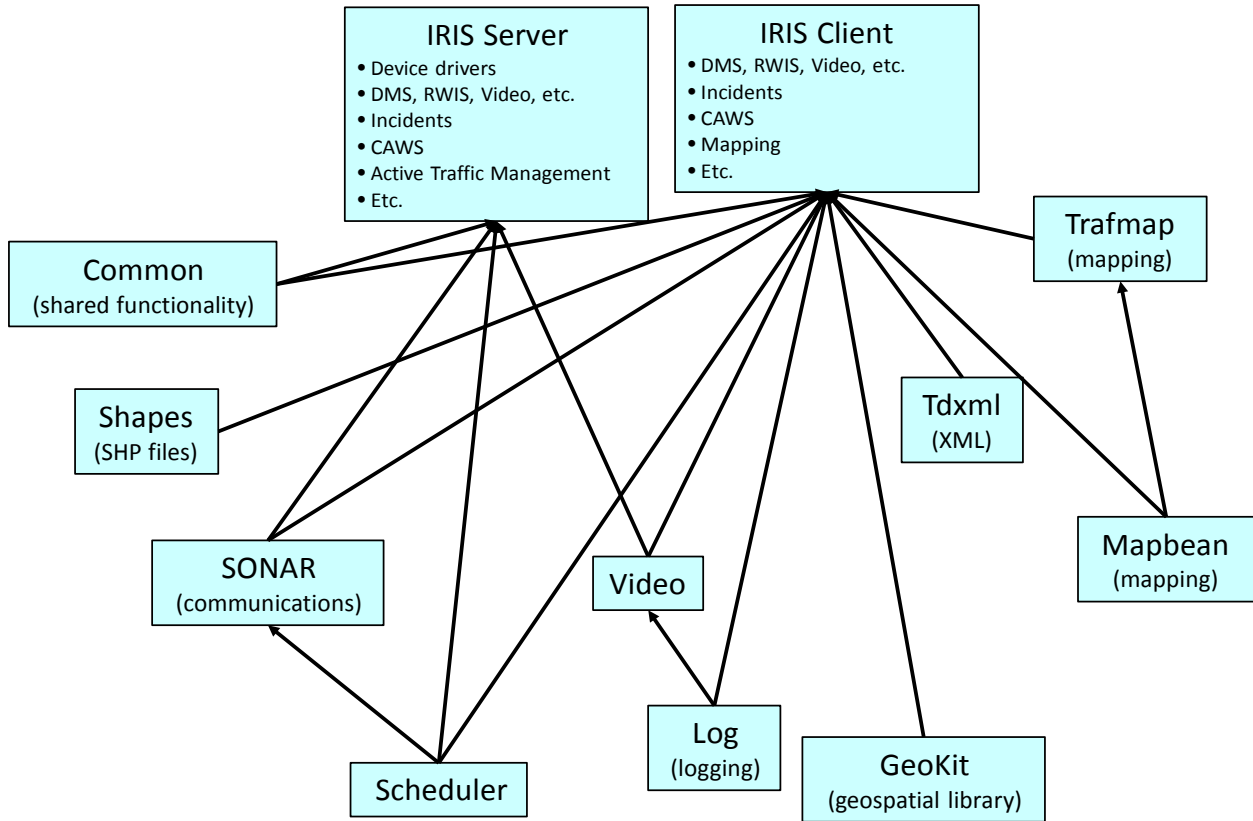 IRIS Server
• Device drivers
• DMS, RWIS, Video, etc.
• Incidents
• CAWS
• Active Traffic Management
• Etc.
IRIS Client
• DMS, RWIS, Video, etc.
• Incidents
• CAWS
• Mapping
• Etc.
Common
(shared functionality)
Trafmap
(mapping)
Shapes
(SHP files)
Tdxml
(XML)
SONAR
(communications)
Video
Mapbean
(mapping)
Scheduler
Log
(logging)
GeoKit
(geospatial library)